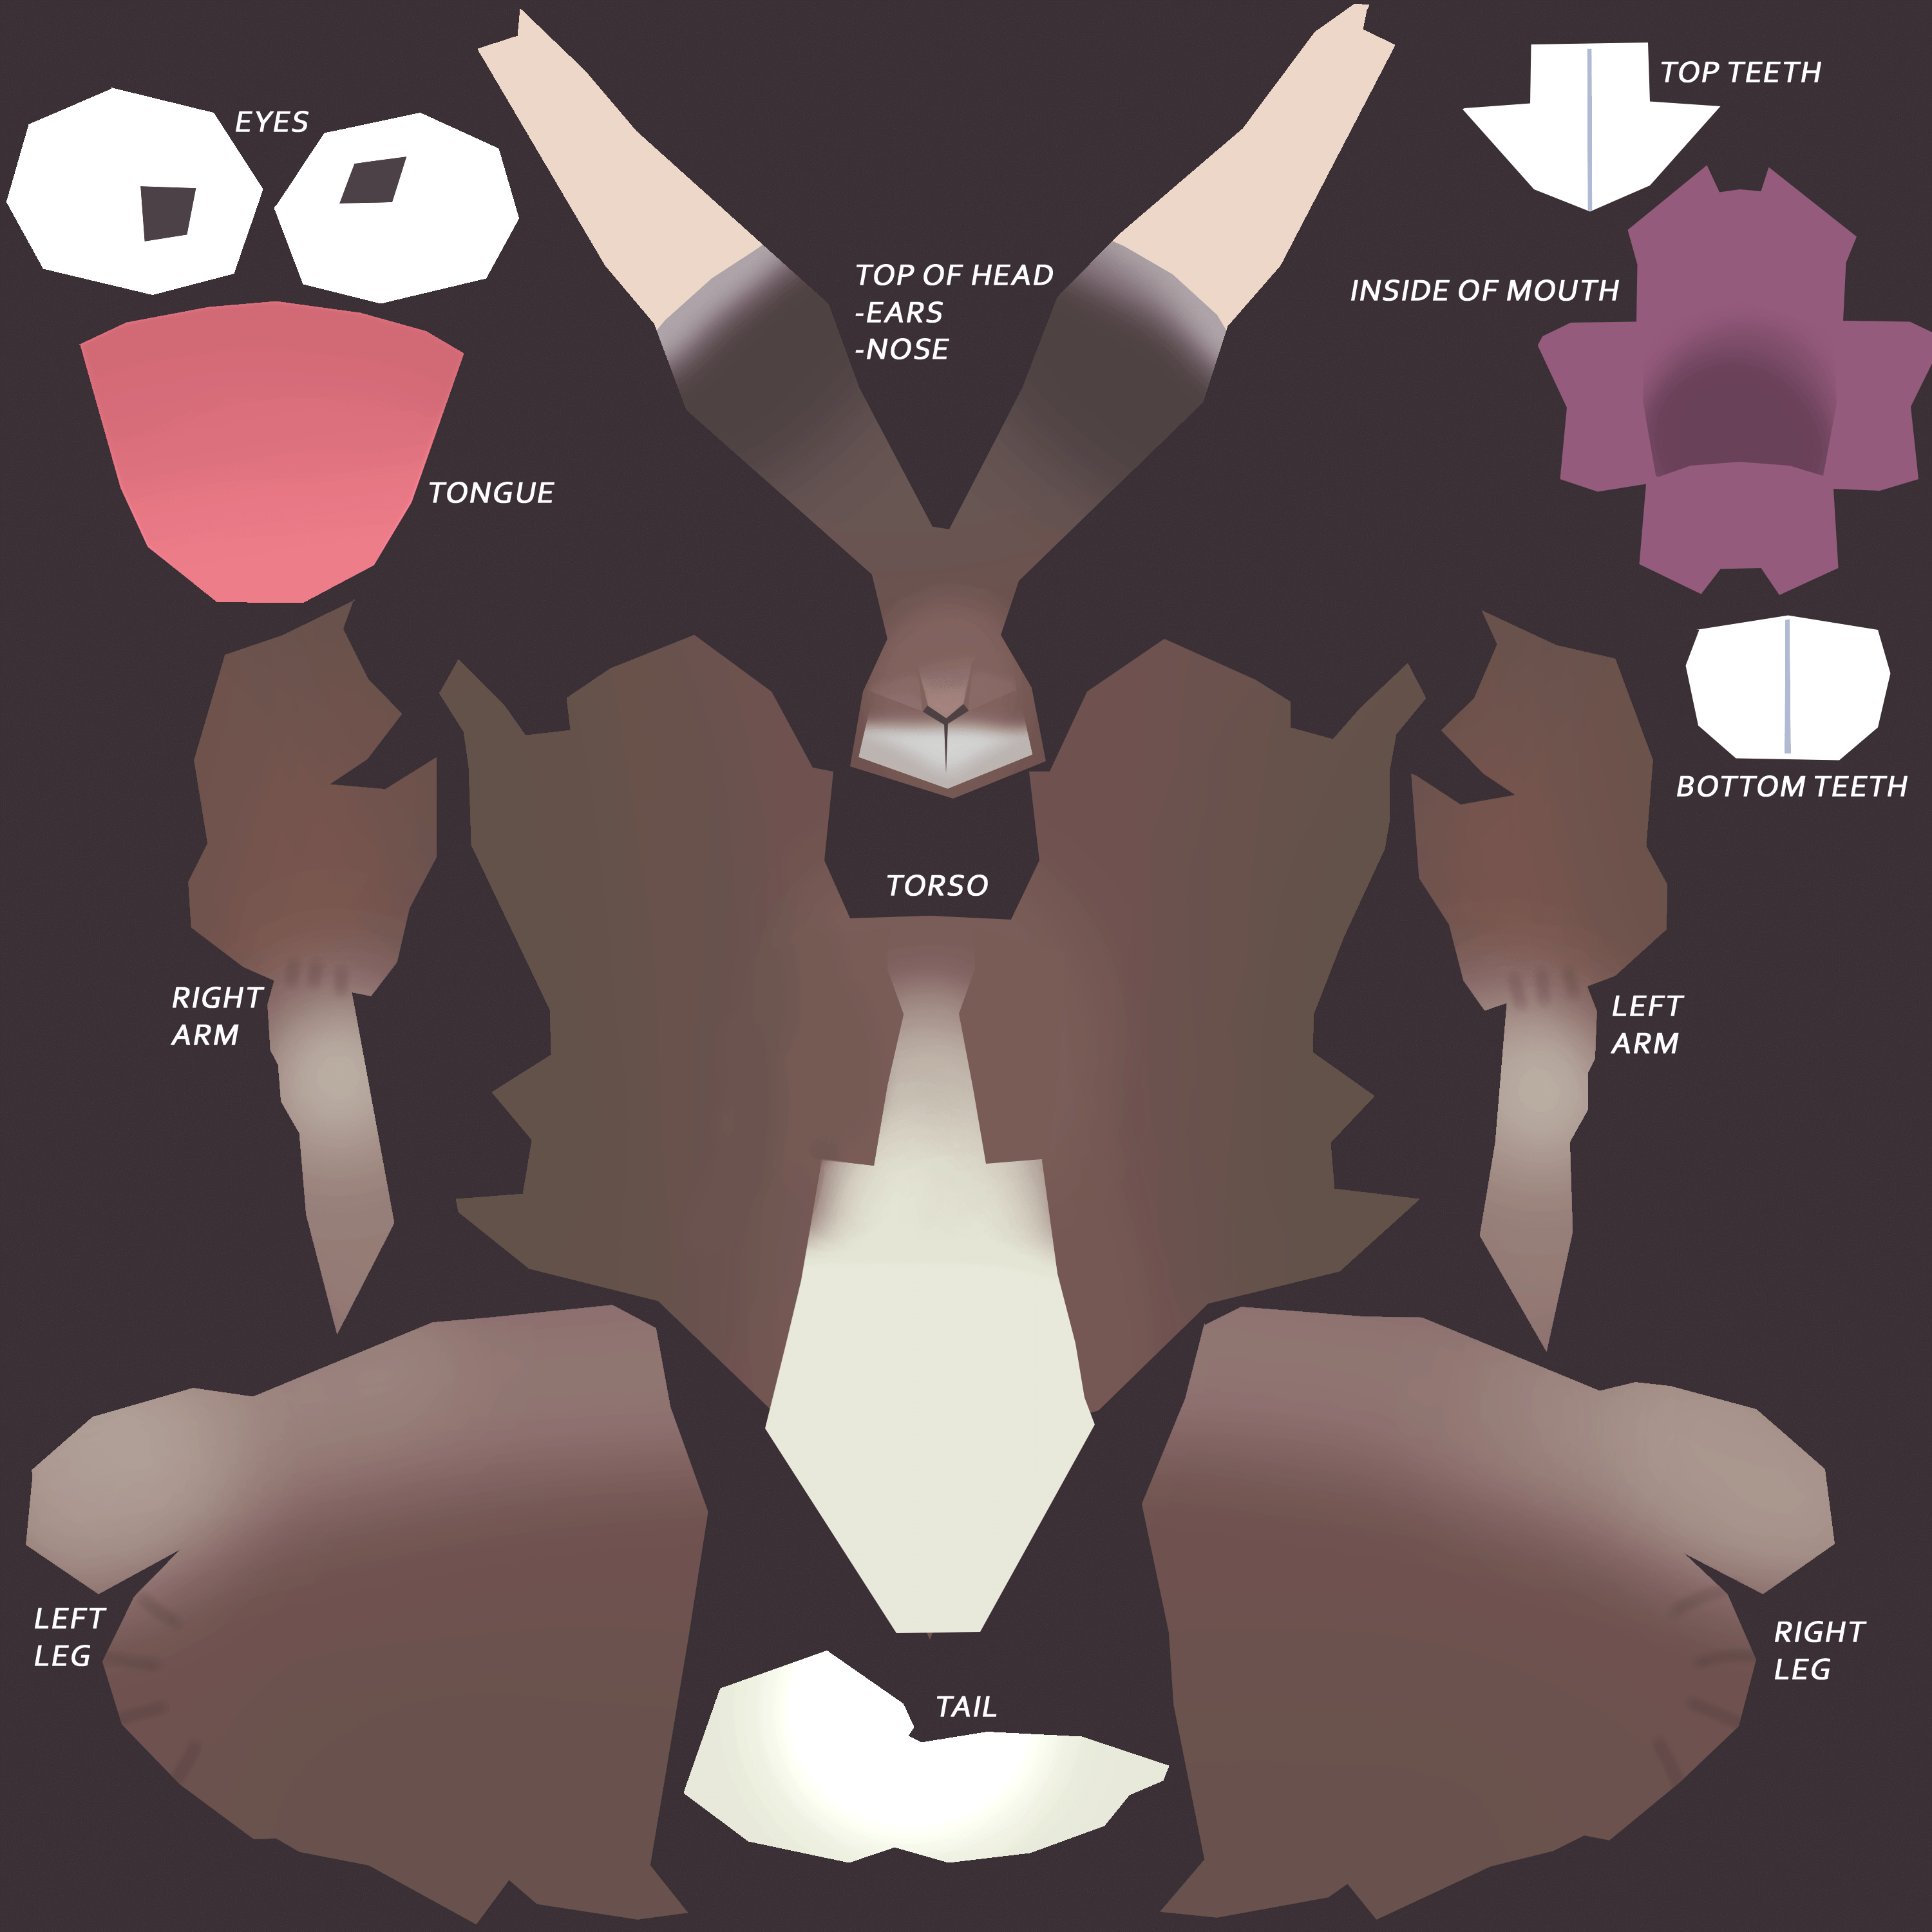 TOP TEETH
EYES
TOP OF HEAD
-EARS
-NOSE
INSIDE OF MOUTH
TONGUE
BOTTOM TEETH
TORSO
RIGHT
ARM
LEFT
ARM
LEFT
LEG
RIGHT
LEG
TAIL